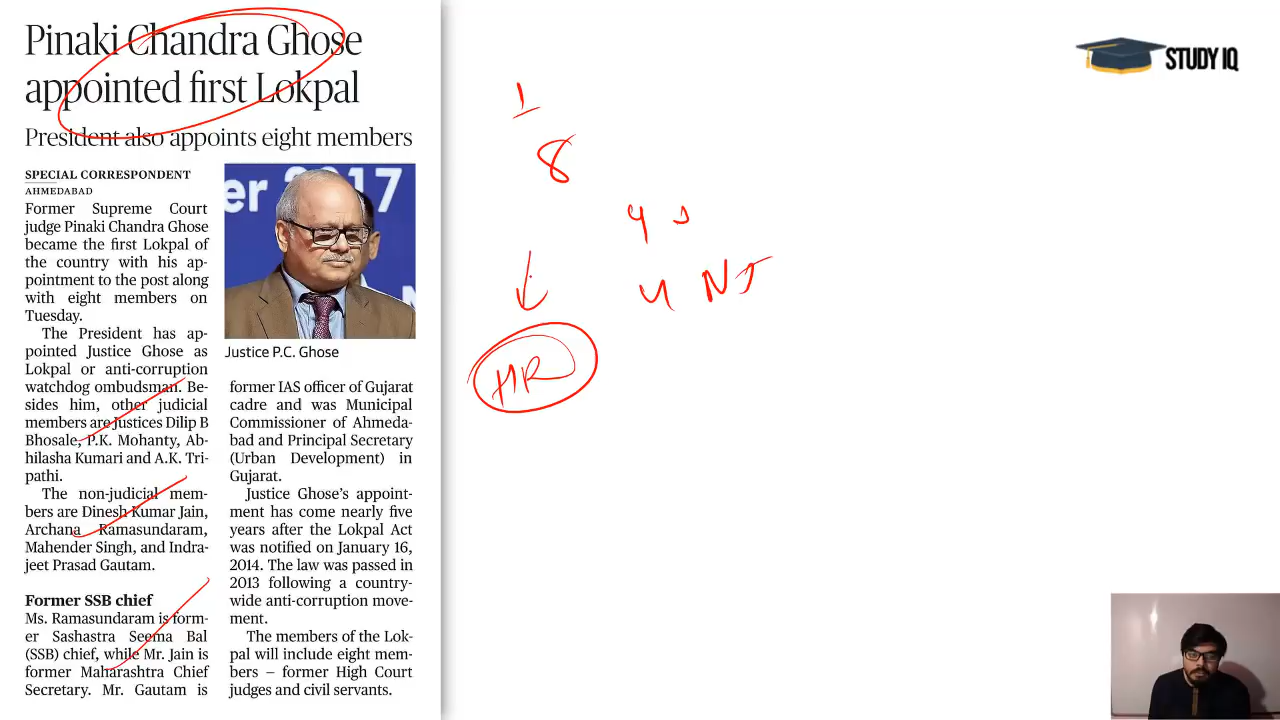 Pinaki Chandra Ghose
appointed first Lokpal
President also appoints eight members
SPECIAL CORRESPONDENT
AHMEDABAD
Former Supreme Court
judge Pinaki Chandra Ghose
became the first Lokpal of
the country with his ap-
pointment to the post along
with eight members on
Tuesday.
The President has ap-
pointed Justice Ghose as
Lokpal or anti-corruption
watchdog ombudsman. Be-
sides him, other judicial
members are Justices Dilip B
Bhosale, P.K. Mohanty, Ab-
hilasha Kumari and A.K. Tri-
pathi.
The non-judicial mem-
bers are Dinesh Kumar Jain,
Archana Ramasundaram,
Mahender Singh, and Indra-
jeet Prasad Gautam.
Former SSB chief
Ms. Ramasundaram is form-
er Sashastra Seema Bal
(SSB) chief, while Mr. Jain is
former Maharashtra Chief
Secretary. Mr. Gautam is
er 2017
Justice P.C. Ghose
former IAS officer of Gujarat
cadre and was Municipal
Commissioner of Ahmeda-
bad and Principal Secretary
(Urban Development) in
Gujarat.
Justice Ghose's appoint-
ment has come nearly five
years after the Lokpal Act
was notified on January 16,
2014. The law was passed in
2013 following a country-
wide anti-corruption move-
ment.
The members of the Lok-
pal will include eight mem-
bers – former High Court
judges and civil servants.
1
8
4
4 NJ
HR
STUDY IQ